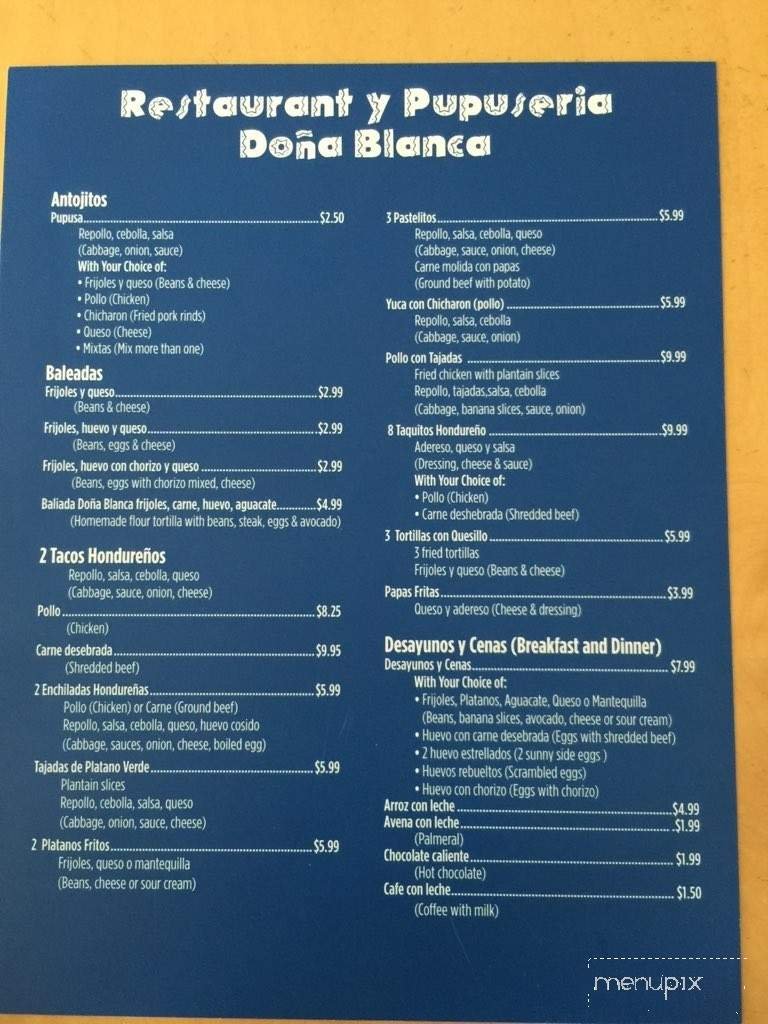 Restaurant y Pupuseria
Doña Blanca
Antojitos
Pupusa $2.50
Repollo, cebolla, salsa
(Cabbage, onion, sauce)
With Your Choice of:
• Frijoles y queso (Beans & cheese)
• Pollo (Chicken)
• Chicharon (Fried pork rinds)
• Queso (Cheese)
• Mixtas (Mix more than one)
Baleadas
Frijoles y queso $2.99
(Beans & cheese)
Frijoles, huevo y queso $2.99
(Beans, eggs & cheese)
Frijoles, huevo con chorizo y queso $2.99
(Beans, eggs with chorizo mixed, cheese)
Baliada Doña Blanca frijoles, carne, huevo, aguacate $4.99
(Homemade flour tortilla with beans, steak, eggs & avocado)
2 Tacos Hondureños
Repollo, salsa, cebolla, queso
(Cabbage, sauce, onion, cheese)
Pollo $8.25
(Chicken)
Carne desebrada $9.95
(Shredded beef)
2 Enchiladas Hondureñas $5.99
Pollo (Chicken) or Carne (Ground beef)
Repollo, salsa, cebolla, queso, huevo cosido
(Cabbage, sauces, onion, cheese, boiled egg)
Tajadas de Platano Verde $5.99
Plantain slices
Repollo, cebolla, salsa, queso
(Cabbage, onion, sauce, cheese)
2 Platanos Fritos $5.99
Frijoles, queso o mantequilla
(Beans, cheese or sour cream)
3 Pastelitos $5.99
Repollo, salsa, cebolla, queso
(Cabbage, sauce, onion, cheese)
Carne molida con papas
(Ground beef with potato)
Yuca con Chicharon (pollo) $5.99
Repollo, salsa, cebolla
(Cabbage, sauce, onion)
Pollo con Tajadas $9.99
Fried chicken with plantain slices
Repollo, tajadas,salsa, cebolla
(Cabbage, banana slices, sauce, onion)
8 Taquitos Hondureño $9.99
Adereso, queso y salsa
(Dressing, cheese & sauce)
With Your Choice of:
• Pollo (Chicken)
• Carne deshebrada (Shredded beef)
3 Tortillas con Quesillo $5.99
3 fried tortillas
Frijoles y queso (Beans & cheese)
Papas Fritas $3.99
Queso y adereso (Cheese & dressing)
Desayunos y Cenas (Breakfast and Dinner)
Desayunos y Cenas $7.99
With Your Choice of:
• Frijoles, Platanos, Aguacate, Queso o Mantequilla
(Beans, banana slices, avocado, cheese or sour cream)
• Huevo con carne desebrada (Eggs with shredded beef)
• 2 huevo estrellados (2 sunny side eggs )
• Huevos rebueltos (Scrambled eggs)
• Huevo con chorizo (Eggs with chorizo)
Arroz con leche $4.99
Avena con leche $1.99
(Palmeral)
Chocolate caliente $1.99
(Hot chocolate)
Cafe con leche $1.50
(Coffee with milk)
menupix